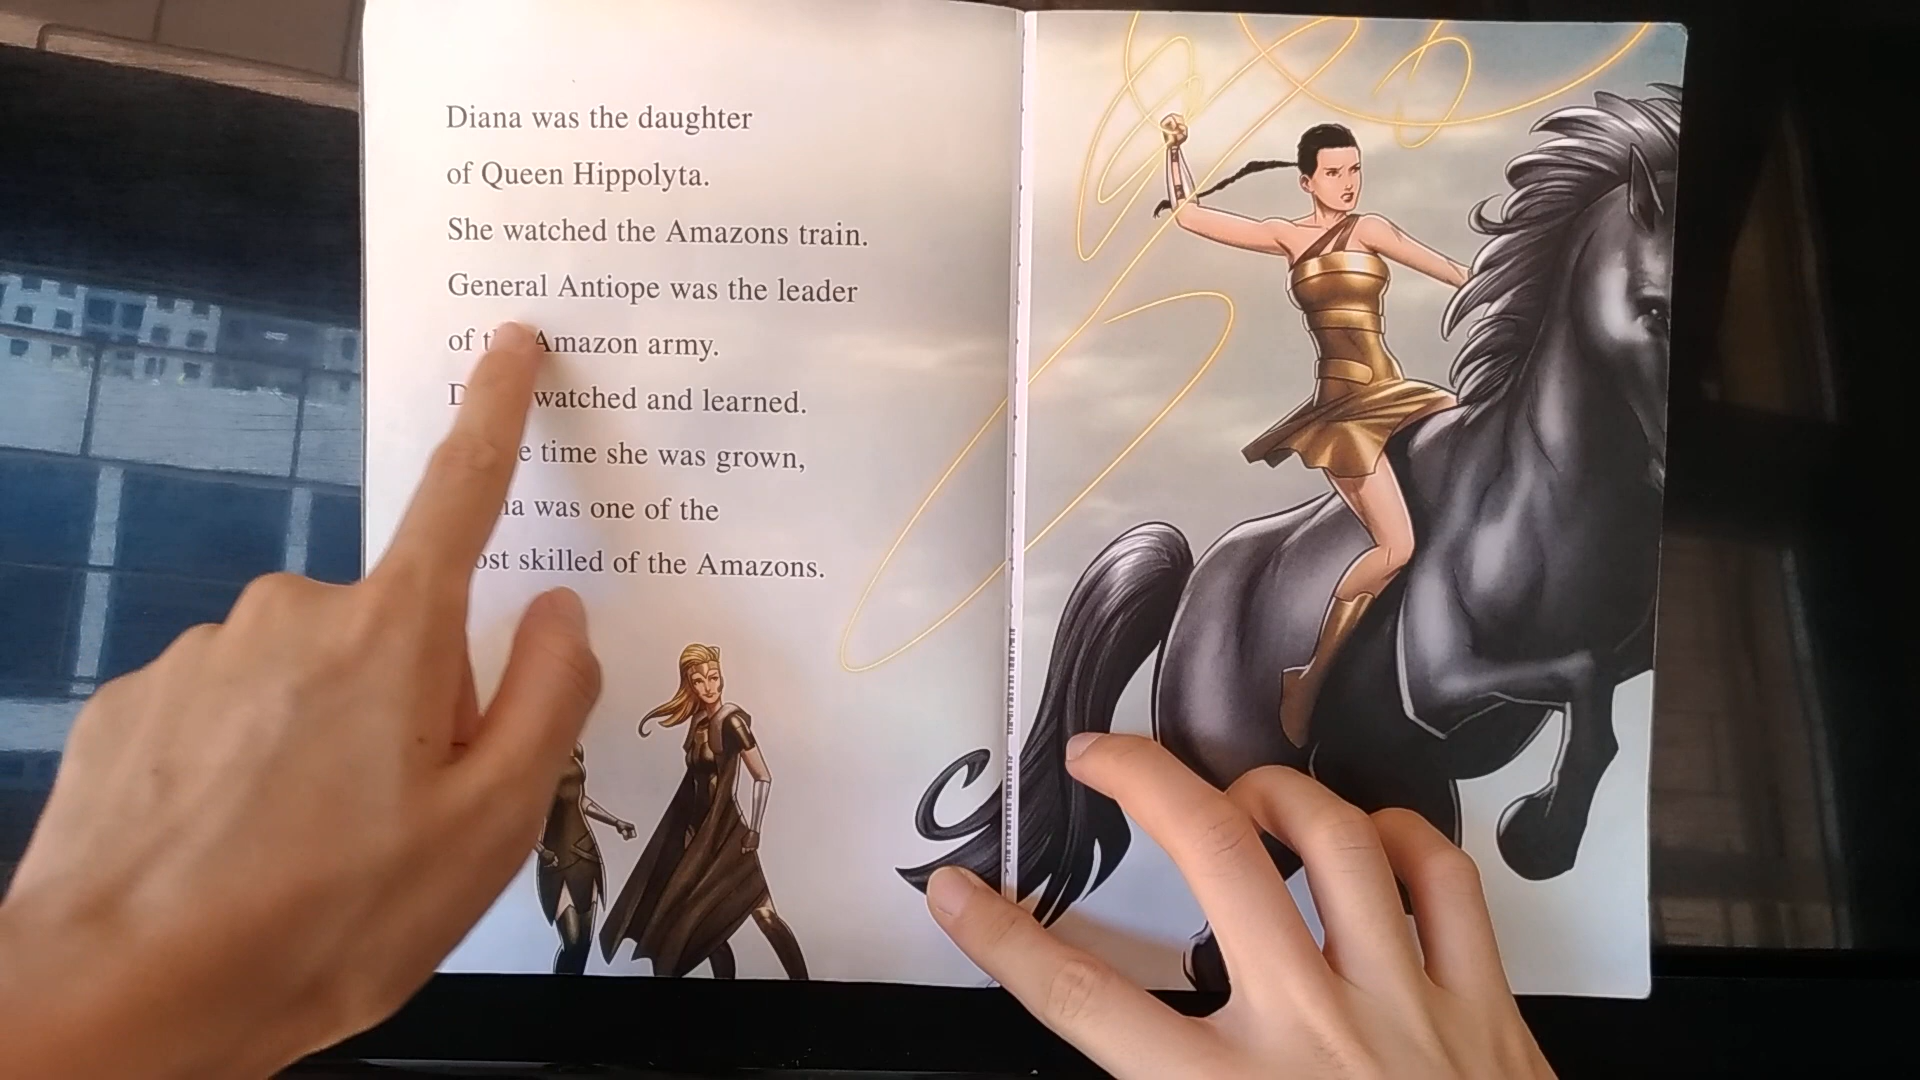 Diana was the daughter
of Queen Hippolyta.
She watched the Amazons train.
General Antiope was the leader
of Amazon army.
watched and learned.
time she was grown,
was one of the
skilled of the Amazons.